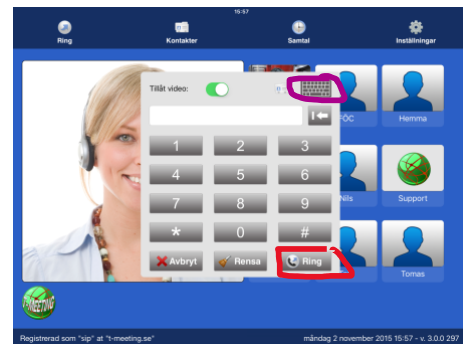 15:57
Ring Kontakter Samtal Inställningar
Tillåt video:
1 2 3
FÖC Hemma
4 5 6
7 8 9
Nils Support
* 0 #
Avbryt Rensa Ring
Tomas
T-MEETING
Registrerad som "sip" at "t-meeting.se" måndag 2 november 2015 15:57 - v. 3.0.0 297